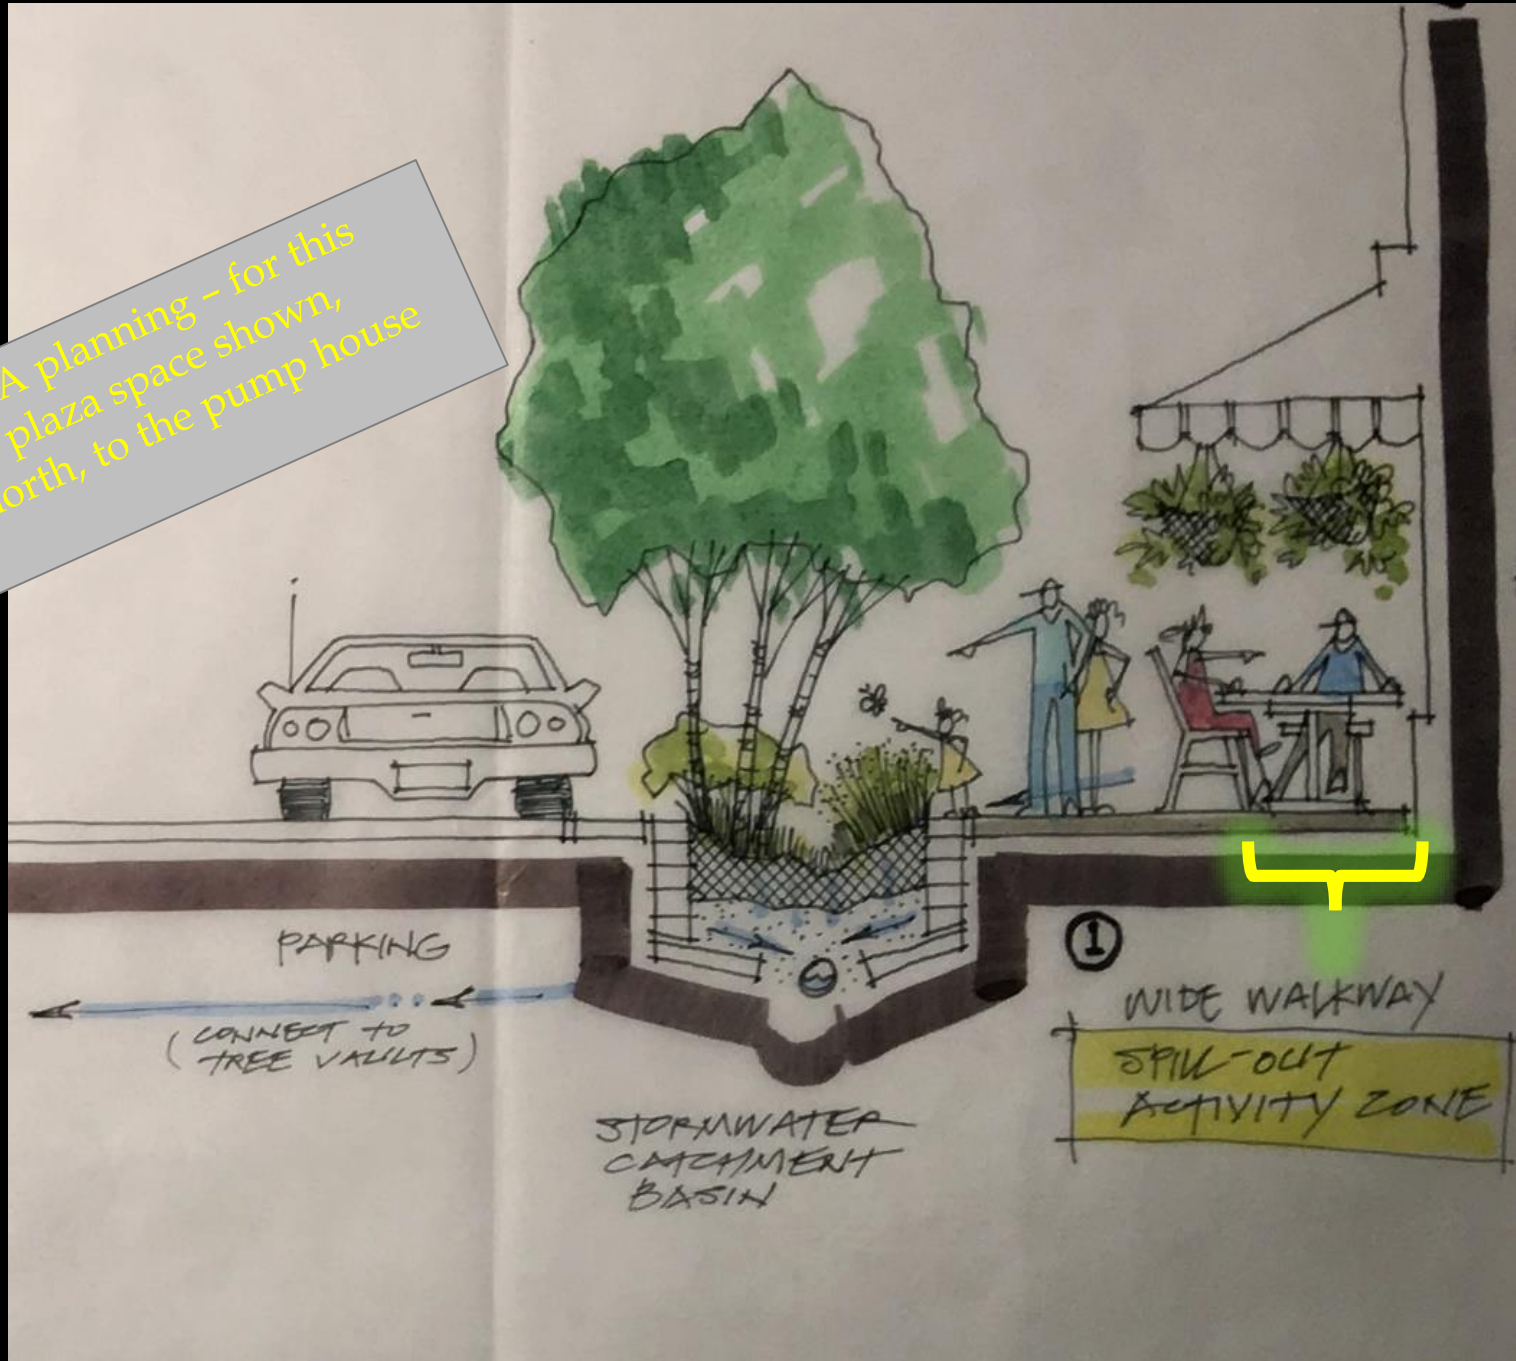 A planning – for this
plaza space shown,
orth, to the pump house
PARKING
( CONNECT TO
TREE VAULTS )
STORMWATER
CATCHMENT
BASIN
1
WIDE WALKWAY
SPILL-OUT
ACTIVITY ZONE